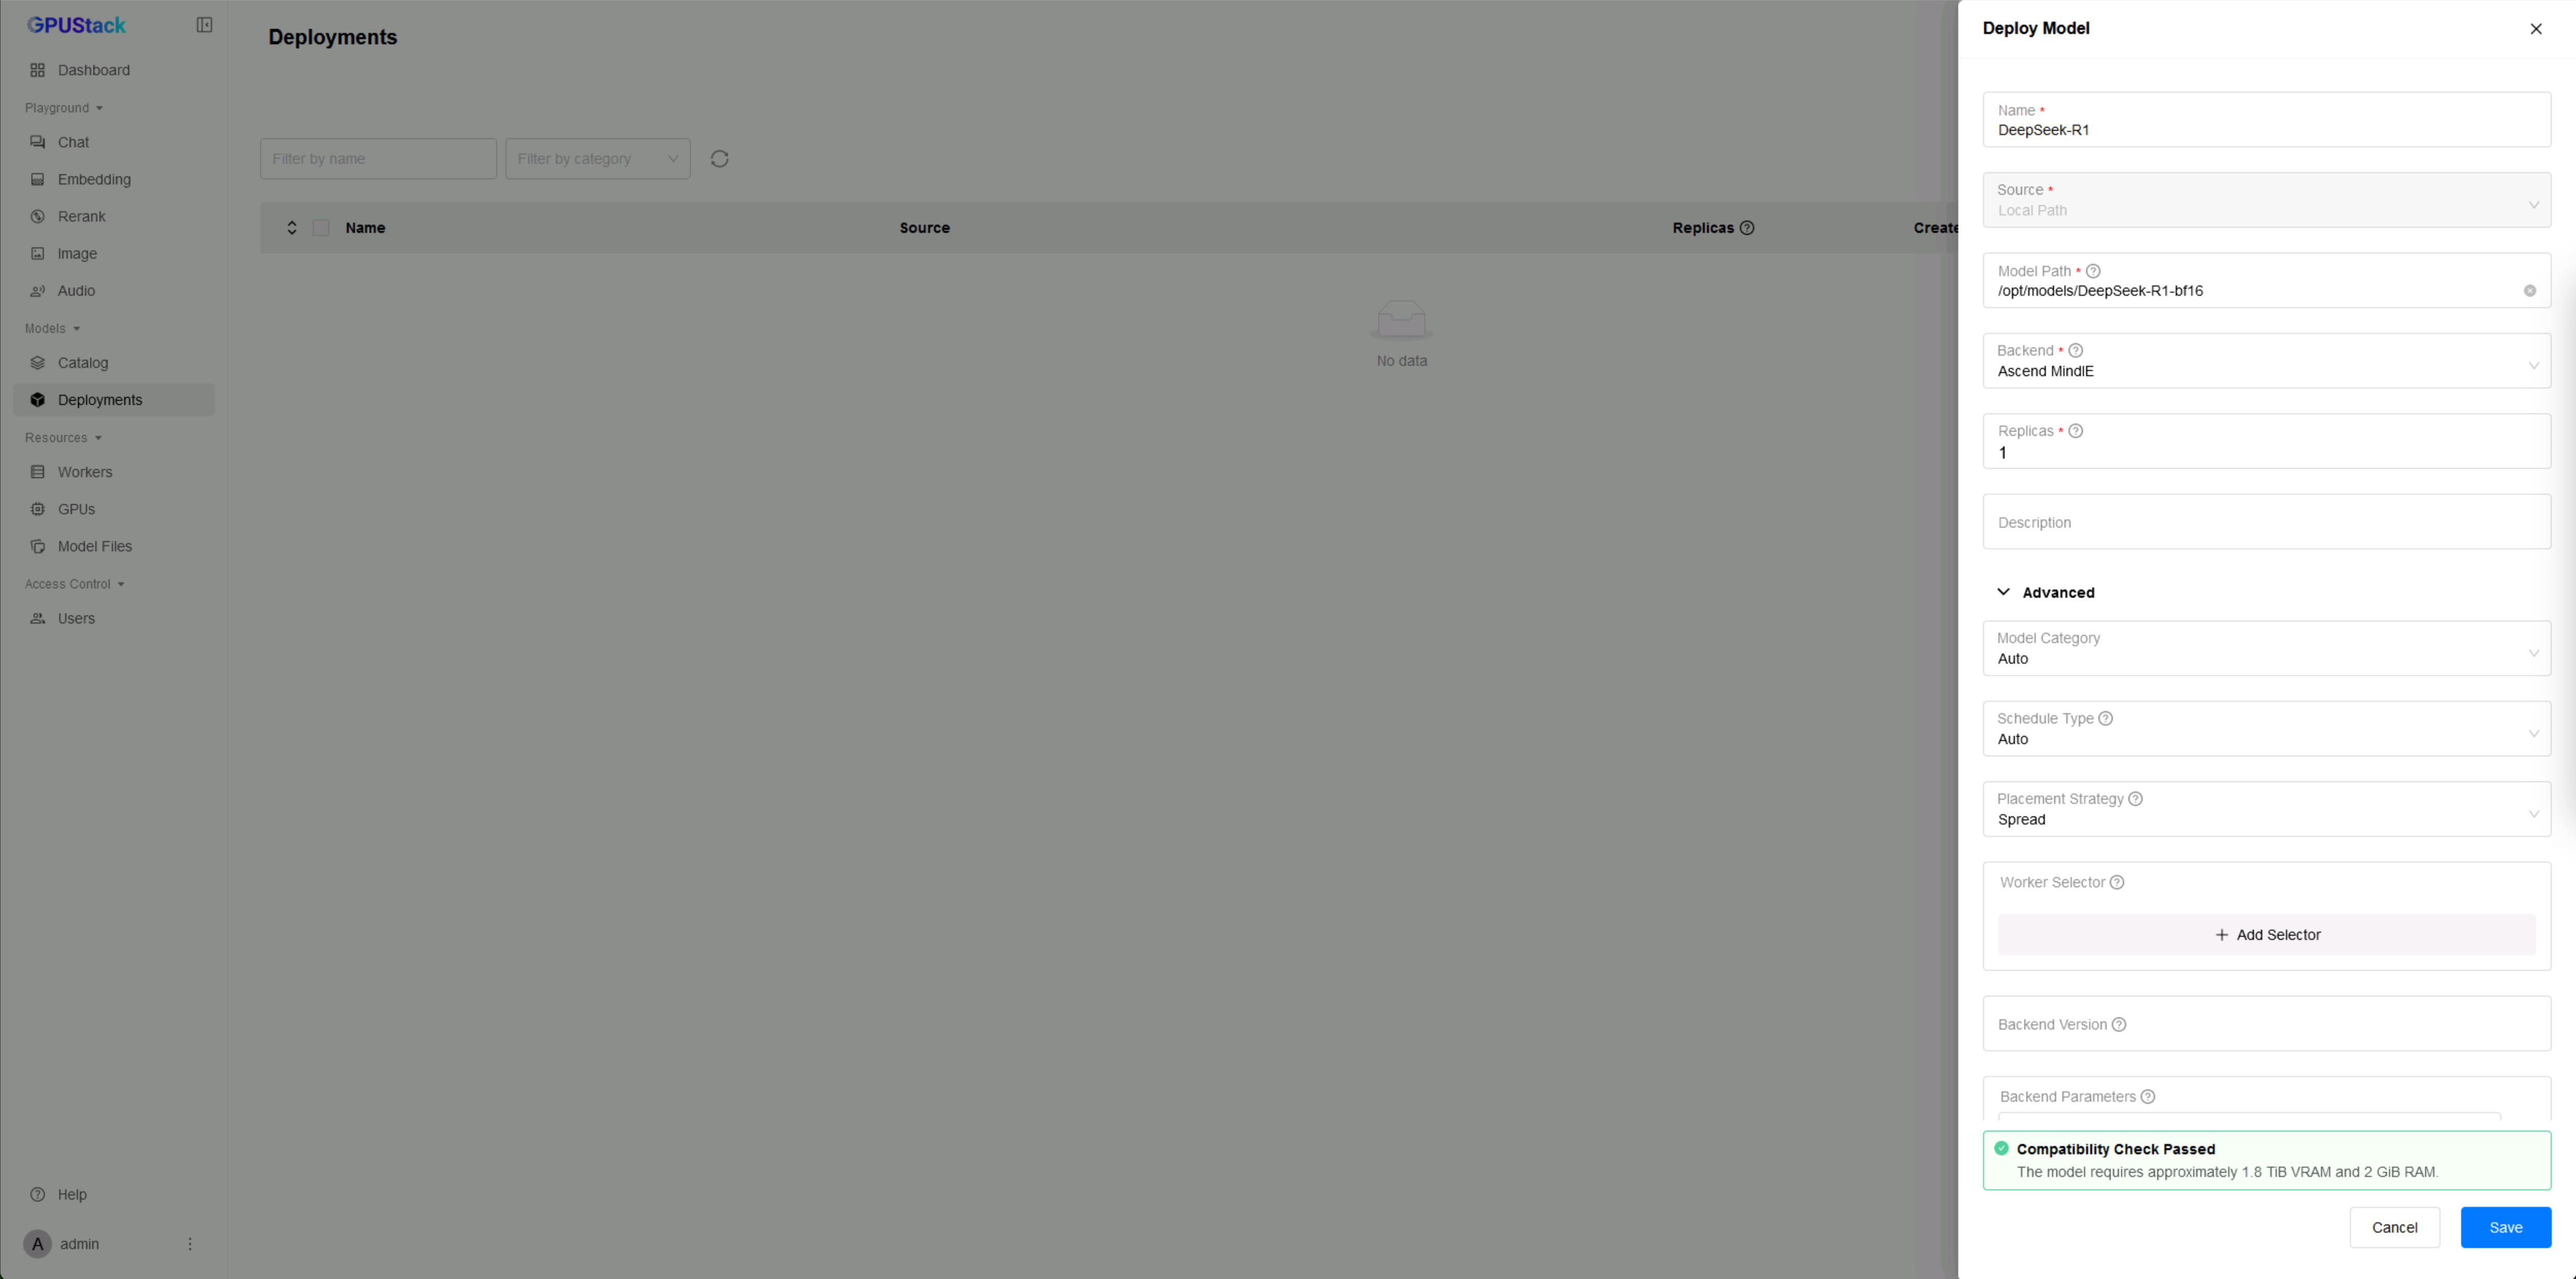 GPUStack
Dashboard
Playground
Chat
Embedding
Rerank
Image
Audio
Models
Catalog
Deployments
Resources
Workers
GPUs
Model Files
Access Control
Users
Help
A admin
Deployments
Filter by name Filter by category
Name Source Replicas Create
No data
Deploy Model
Name *
DeepSeek-R1
Source *
Local Path
Model Path *
/opt/models/DeepSeek-R1-bf16
Backend *
Ascend MindIE
Replicas *
1
Description
Advanced
Model Category
Auto
Schedule Type
Auto
Placement Strategy
Spread
Worker Selector
+ Add Selector
Backend Version
Backend Parameters
Compatibility Check Passed
The model requires approximately 1.8 TiB VRAM and 2 GiB RAM.
Cancel Save